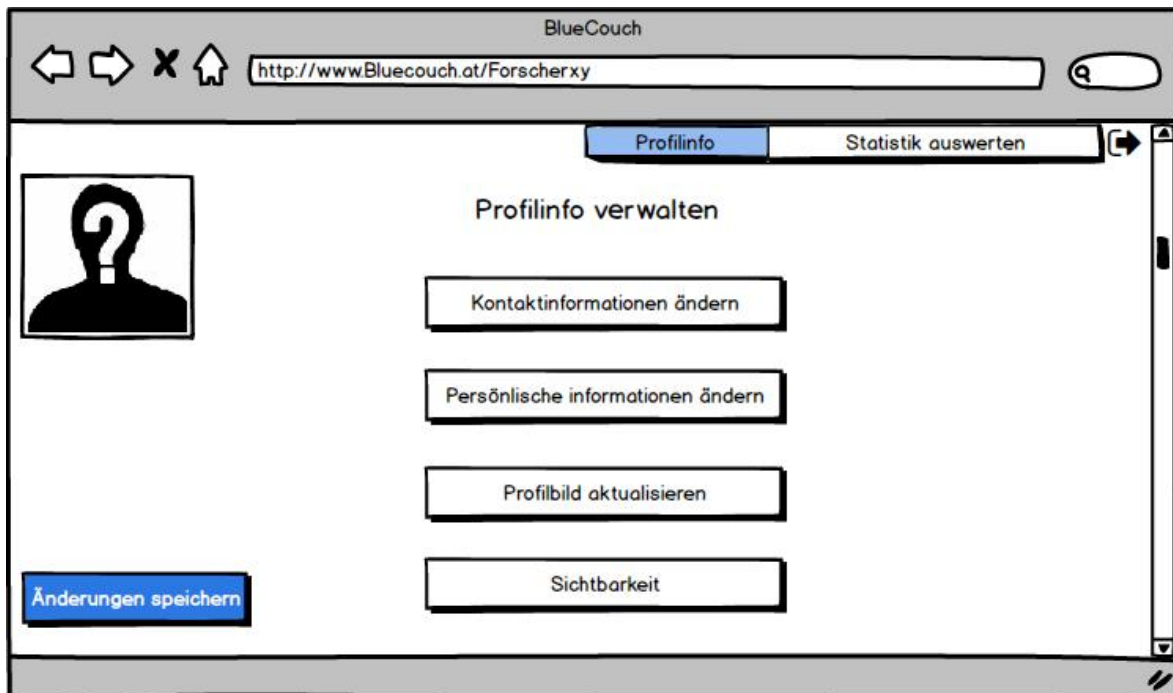 BlueCouch
http://www.Bluecouch.at/Forscherxy
Profilinfo
Statistik auswerten
Profilinfo verwalten
Kontaktinformationen ändern
Persönlische informationen ändern
Profilbild aktualisieren
Sichtbarkeit
Änderungen speichern